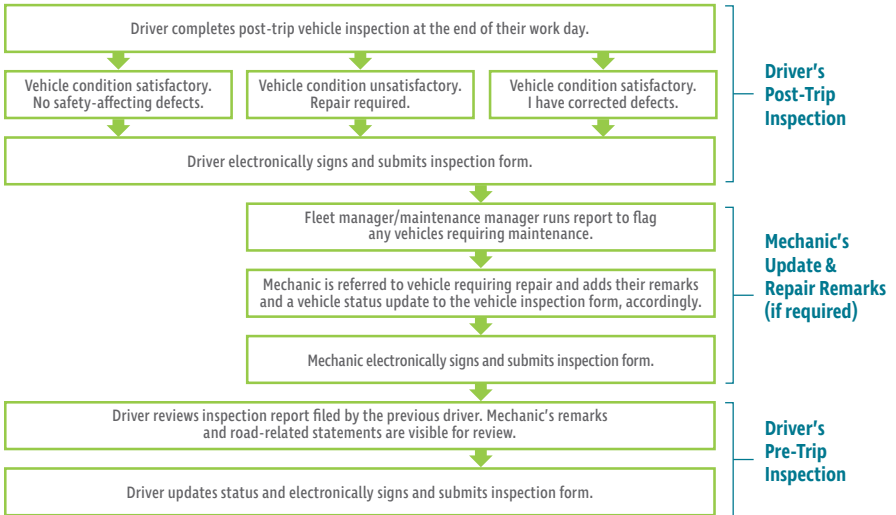 Driver completes post-trip vehicle inspection at the end of their work day.
Vehicle condition satisfactory.
No safety-affecting defects.
Vehicle condition unsatisfactory.
Repair required.
Vehicle condition satisfactory.
I have corrected defects.
Driver electronically signs and submits inspection form.
Driver's
Post-Trip
Inspection
Fleet manager/maintenance manager runs report to flag
any vehicles requiring maintenance.
Mechanic is referred to vehicle requiring repair and adds their remarks
and a vehicle status update to the vehicle inspection form, accordingly.
Mechanic electronically signs and submits inspection form.
Mechanic's
Update &
Repair Remarks
(if required)
Driver reviews inspection report filed by the previous driver. Mechanic's remarks
and road-related statements are visible for review.
Driver updates status and electronically signs and submits inspection form.
Driver's
Pre-Trip
Inspection